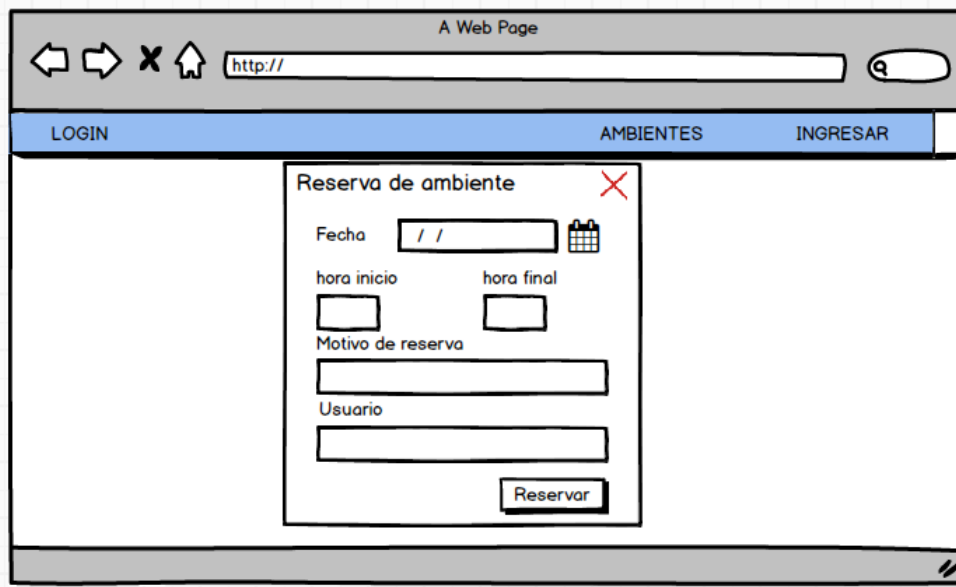 A Web Page
http://
LOGIN AMBIENTES INGRESAR
Reserva de ambiente
Fecha / /
hora inicio hora final
Motivo de reserva
Usuario
Reservar